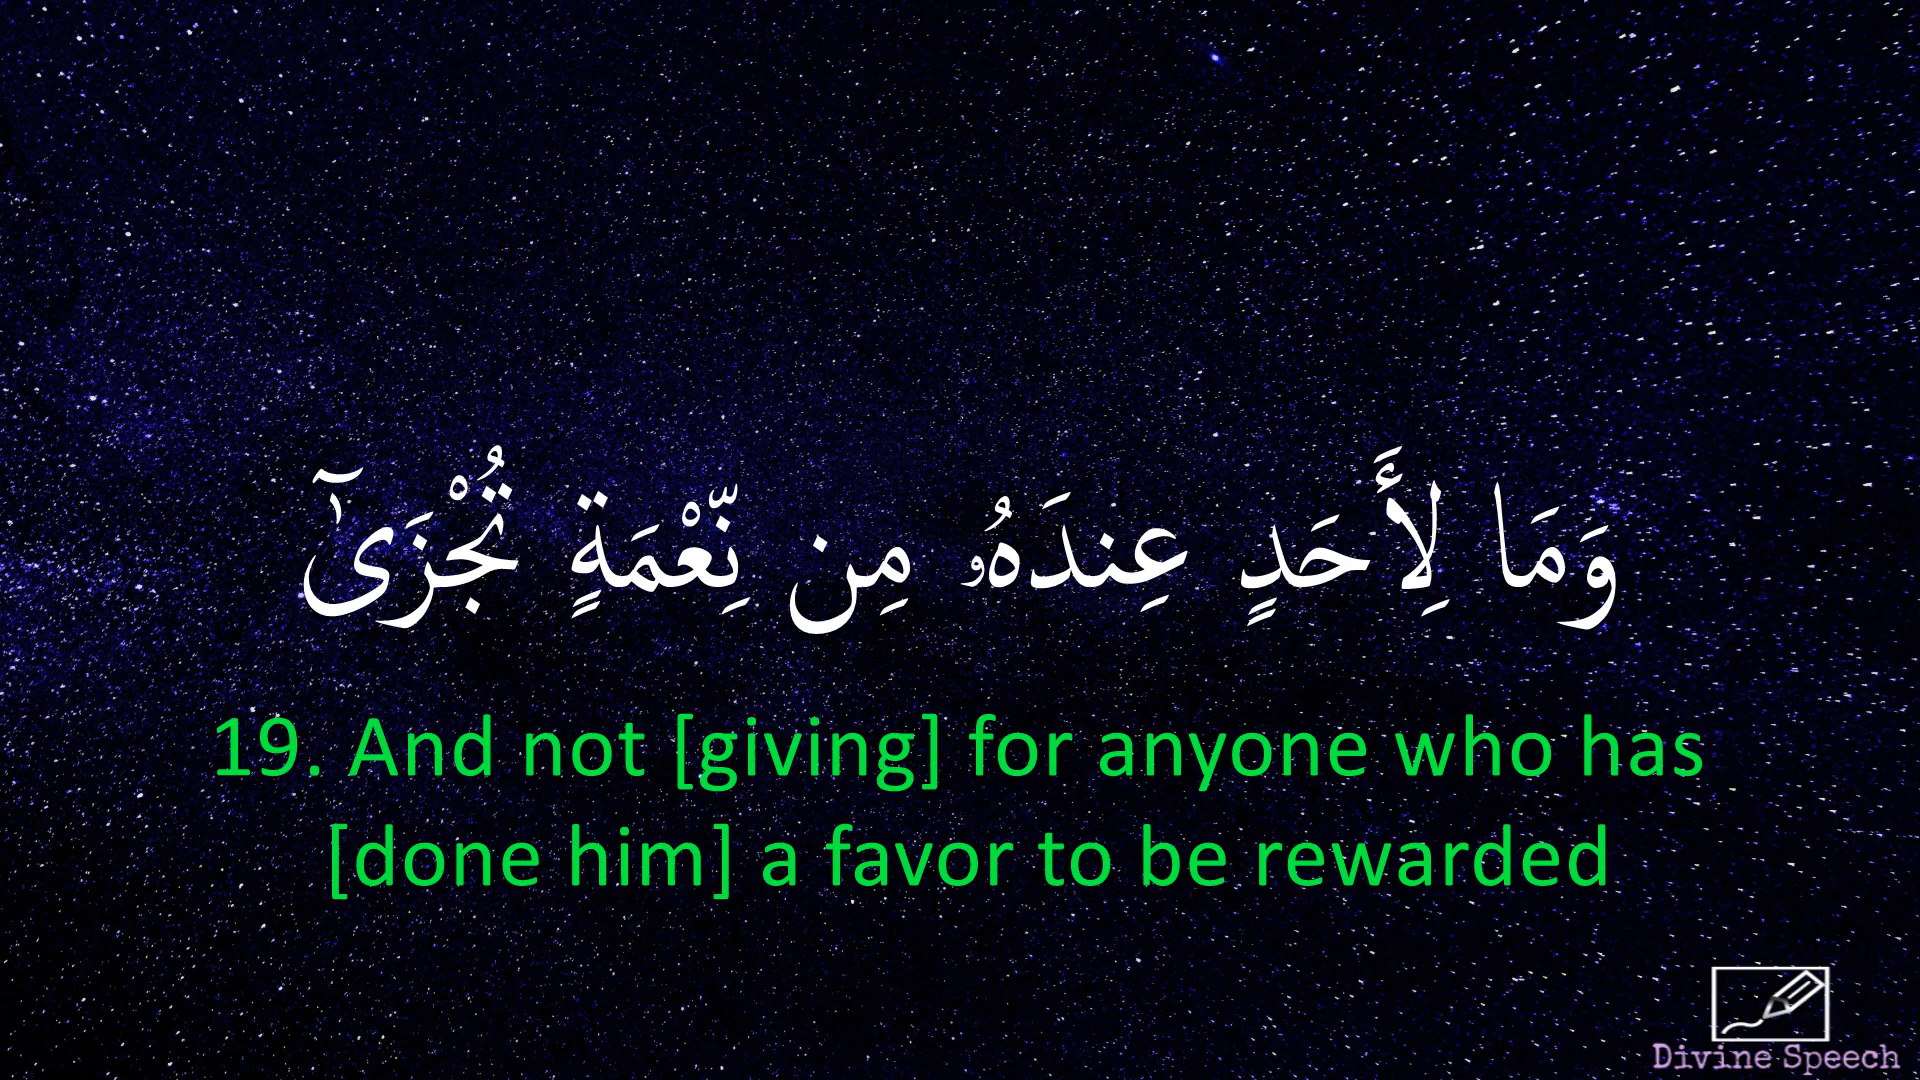 وَمَا لِأَحَدٍ عِندَهُۥ مِن نِّعْمَةٍ تُجْزَىٰٓ
19. And not [giving] for anyone who has
[done him] a favor to be rewarded
Divine Speech